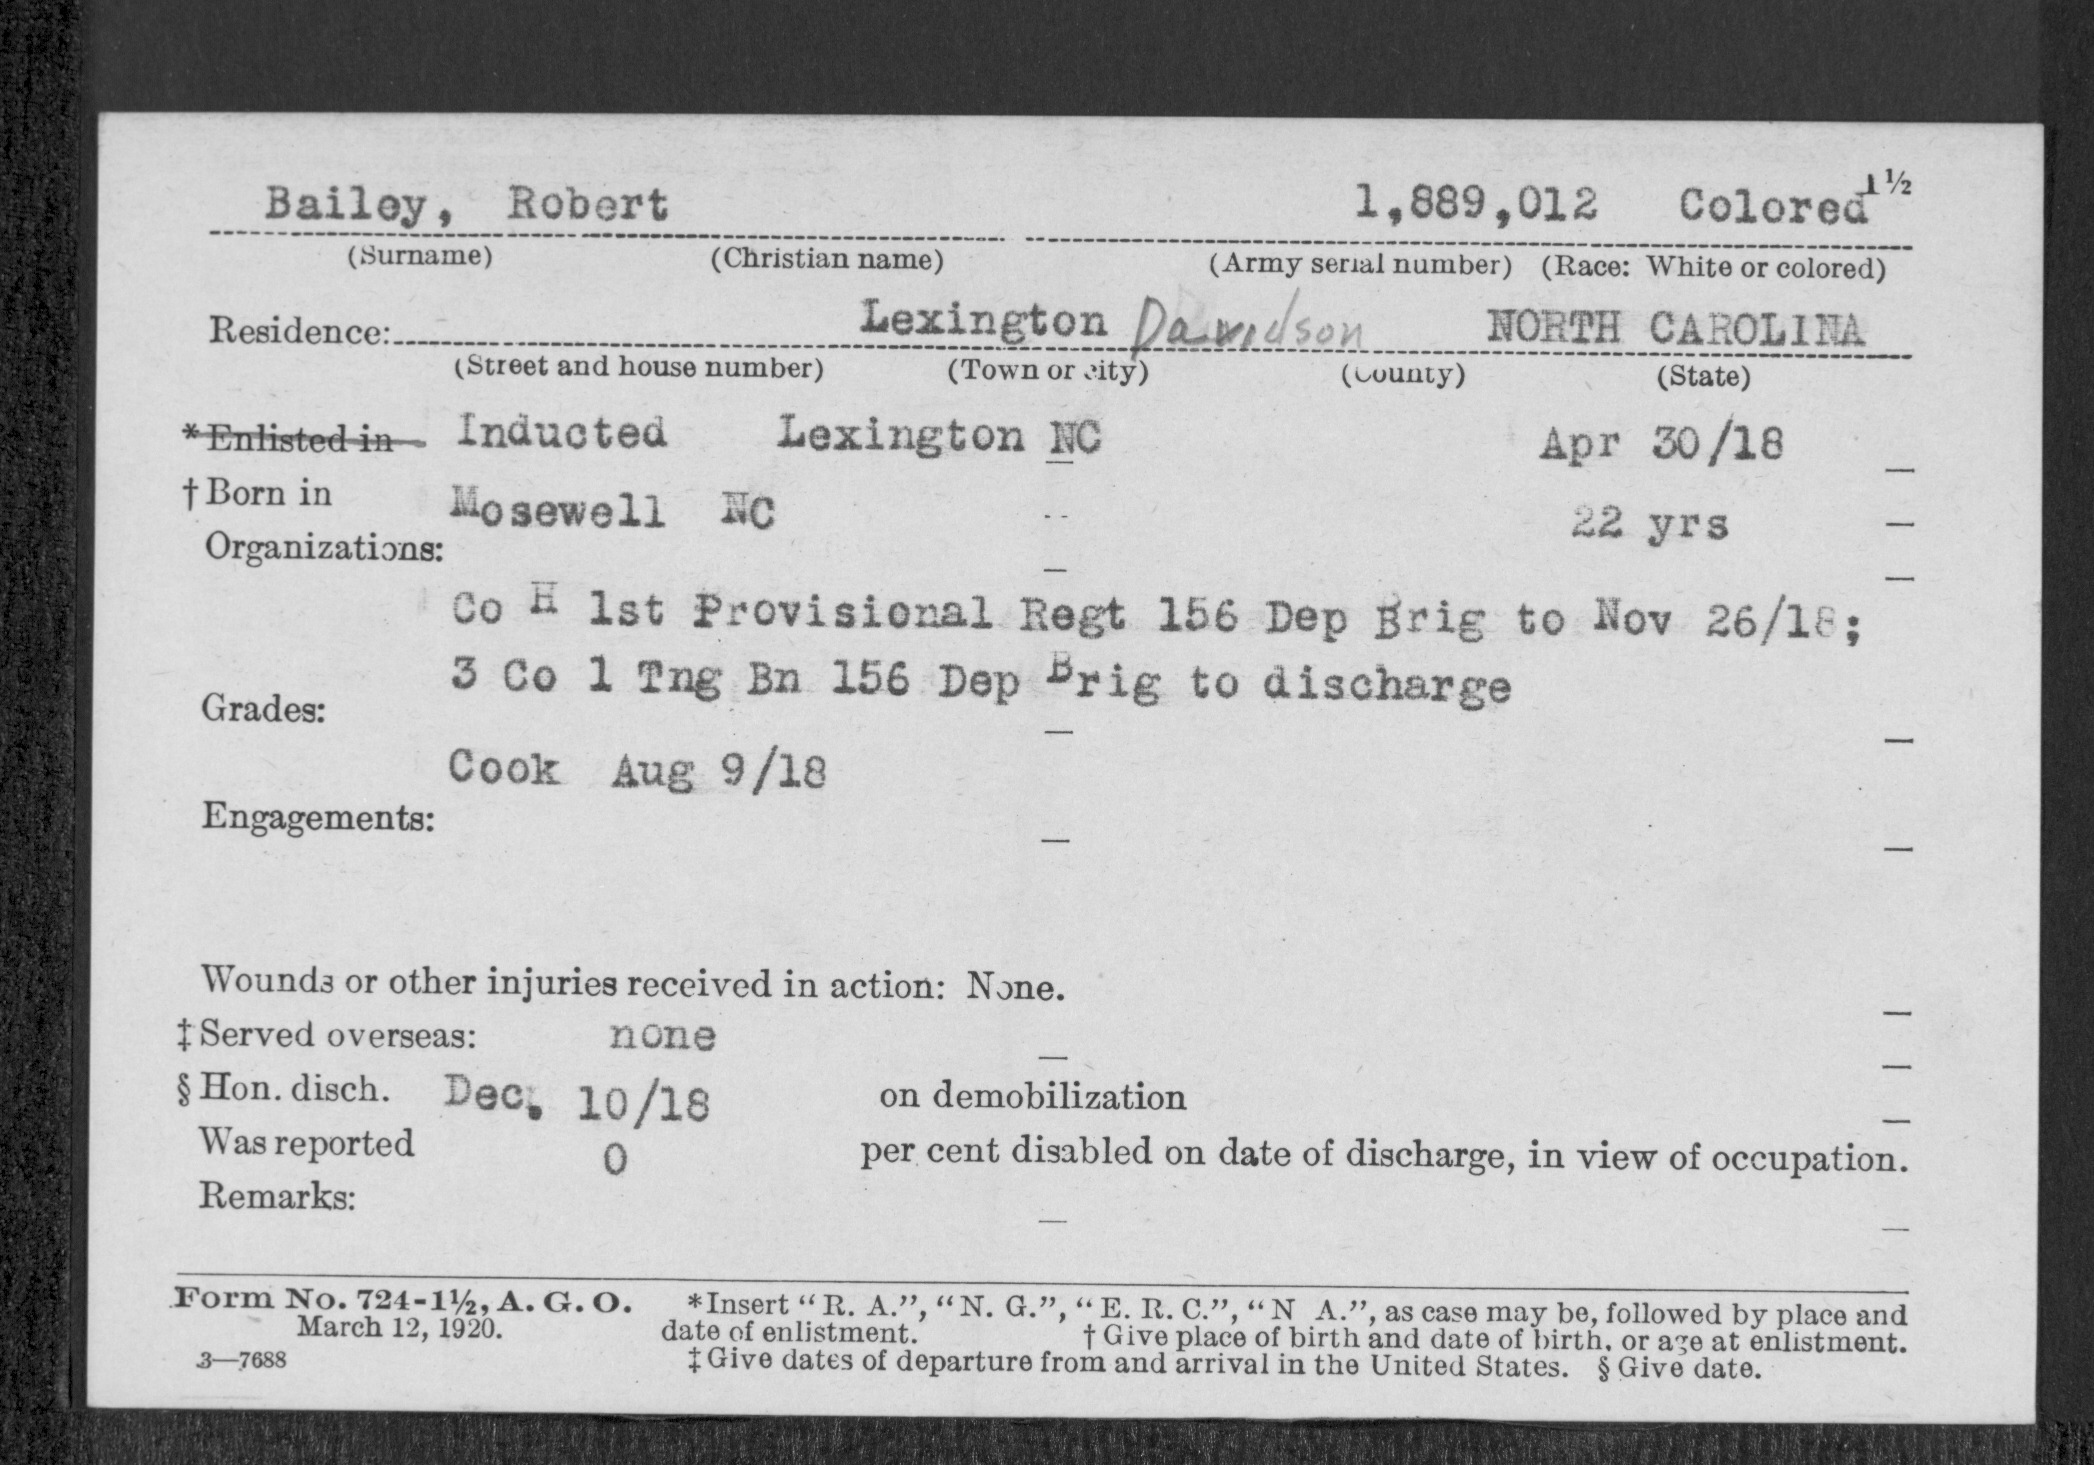 Bailey, Robert 1,889,012 Colored 1 1½
(Surname) (Christian name) (Army serial number) (Race: White or colored)
Residence: Lexington Davidson NORTH CAROLINA
(Street and house number) (Town or city) (County) (State)
*Enlisted in Inducted Lexington NC Apr 30/18
†Born in Mosewell NC 22 yrs
Organizations:
Co H 1st Provisional Regt 156 Dep Brig to Nov 26/18;
3 Co 1 Tng Bn 156 Dep Brig to discharge
Grades:
Cook Aug 9/18
Engagements:
Wounds or other injuries received in action: None.
‡Served overseas: none
§Hon. disch. Dec. 10/18 on demobilization
Was reported 0 per cent disabled on date of discharge, in view of occupation.
Remarks:
Form No. 724-1½, A. G. O. *Insert "R. A.", "N. G.", "E. R. C.", "N A.", as case may be, followed by place and
March 12, 1920. date of enlistment. †Give place of birth and date of birth, or age at enlistment.
3—7688 ‡Give dates of departure from and arrival in the United States. §Give date.